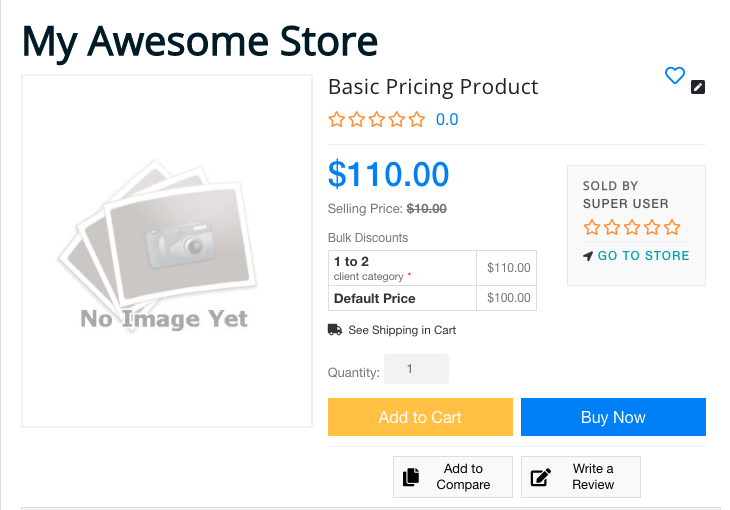 My Awesome Store
Basic Pricing Product
0.0
$110.00
Selling Price: $10.00
Bulk Discounts
1 to 2
client category *
$110.00
Default Price $100.00
See Shipping in Cart
Quantity: 1
Add to Cart Buy Now
Add to
Compare
Write a
Review
SOLD BY
SUPER USER
GO TO STORE
No Image Yet